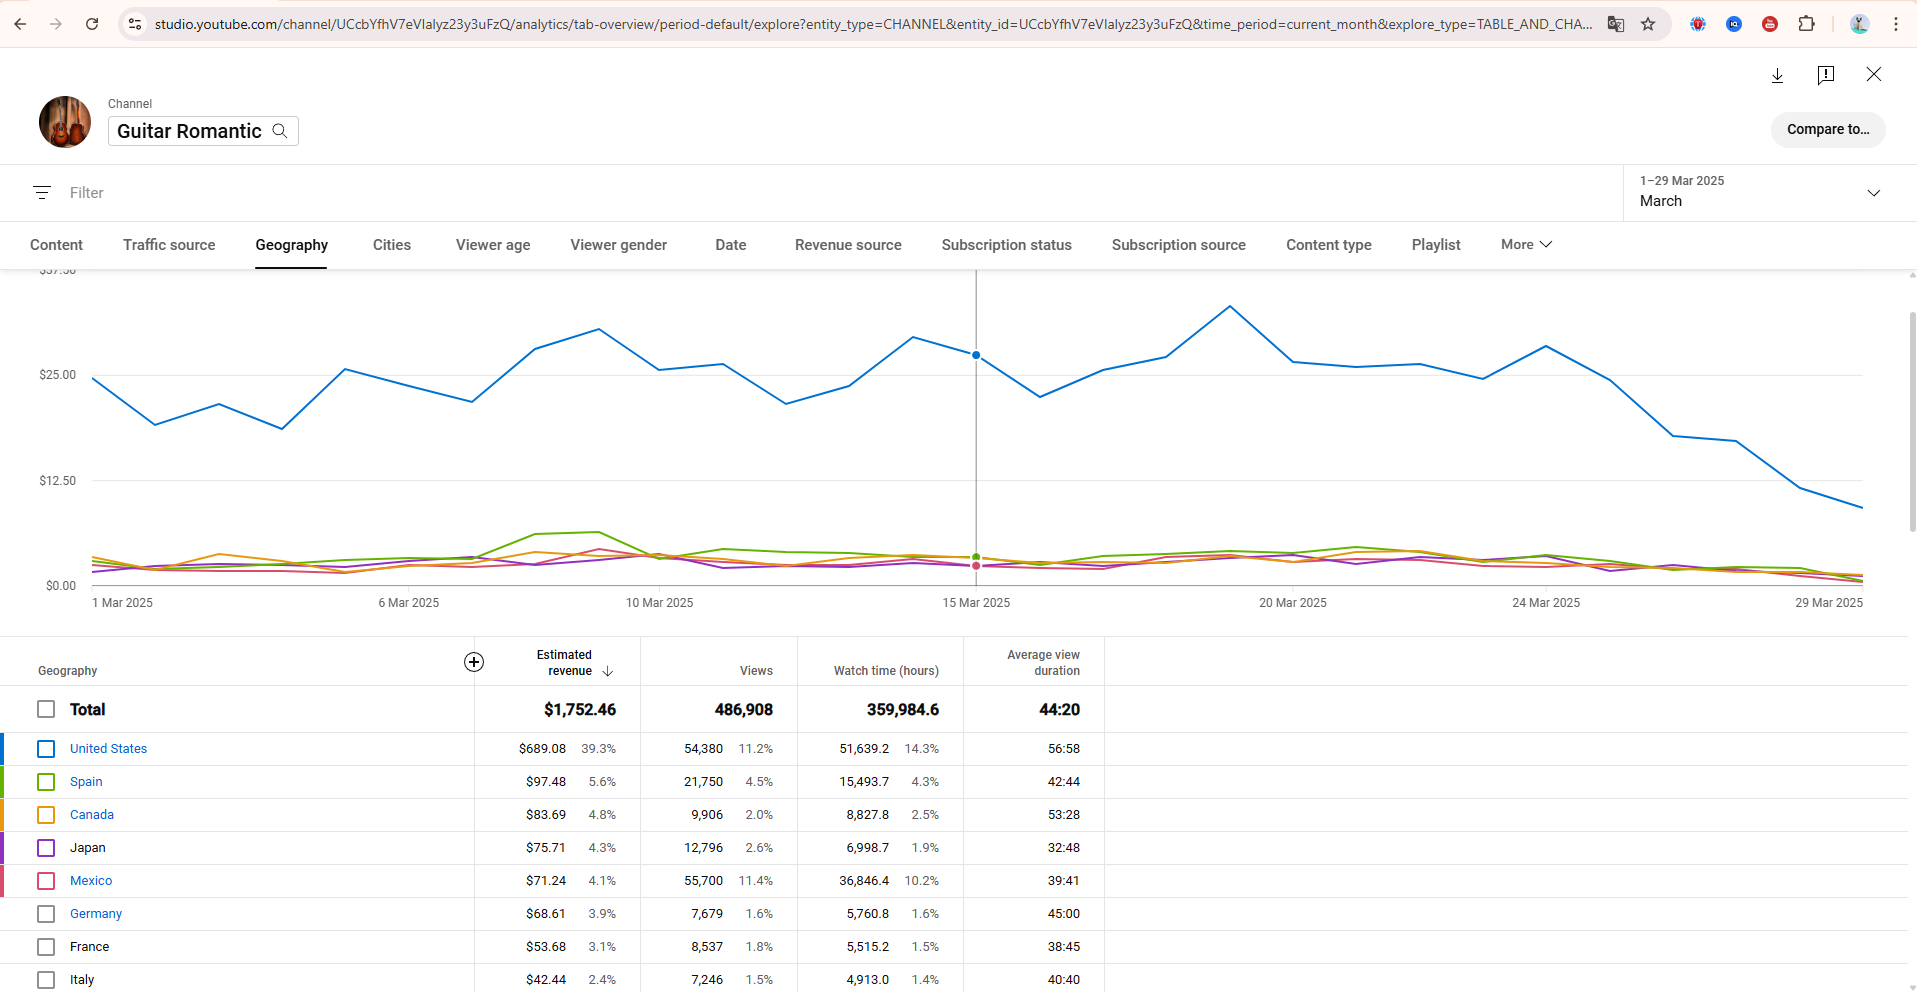 studio.youtube.com/channel/UCcbYfhV7eVIalyz23y3uFzQ/analytics/tab-overview/period-default/explore?entity_type=CHANNEL&entity_id=UCcbYfhV7eVIalyz23y3uFzQ&time_period=current_month&explore_type=TABLE_AND_CHA...
Channel
Guitar Romantic
Compare to...
Filter
1–29 Mar 2025
March
Content Traffic source Geography Cities Viewer age Viewer gender Date Revenue source Subscription status Subscription source Content type Playlist More
$37.50
$25.00
$12.50
$0.00
1 Mar 2025 6 Mar 2025 10 Mar 2025 15 Mar 2025 20 Mar 2025 24 Mar 2025 29 Mar 2025
Geography Estimated revenue Views Watch time (hours) Average view duration
Total $1,752.46 486,908 359,984.6 44:20
United States $689.08 39.3% 54,380 11.2% 51,639.2 14.3% 56:58
Spain $97.48 5.6% 21,750 4.5% 15,493.7 4.3% 42:44
Canada $83.69 4.8% 9,906 2.0% 8,827.8 2.5% 53:28
Japan $75.71 4.3% 12,796 2.6% 6,998.7 1.9% 32:48
Mexico $71.24 4.1% 55,700 11.4% 36,846.4 10.2% 39:41
Germany $68.61 3.9% 7,679 1.6% 5,760.8 1.6% 45:00
France $53.68 3.1% 8,537 1.8% 5,515.2 1.5% 38:45
Italy $42.44 2.4% 7,246 1.5% 4,913.0 1.4% 40:40